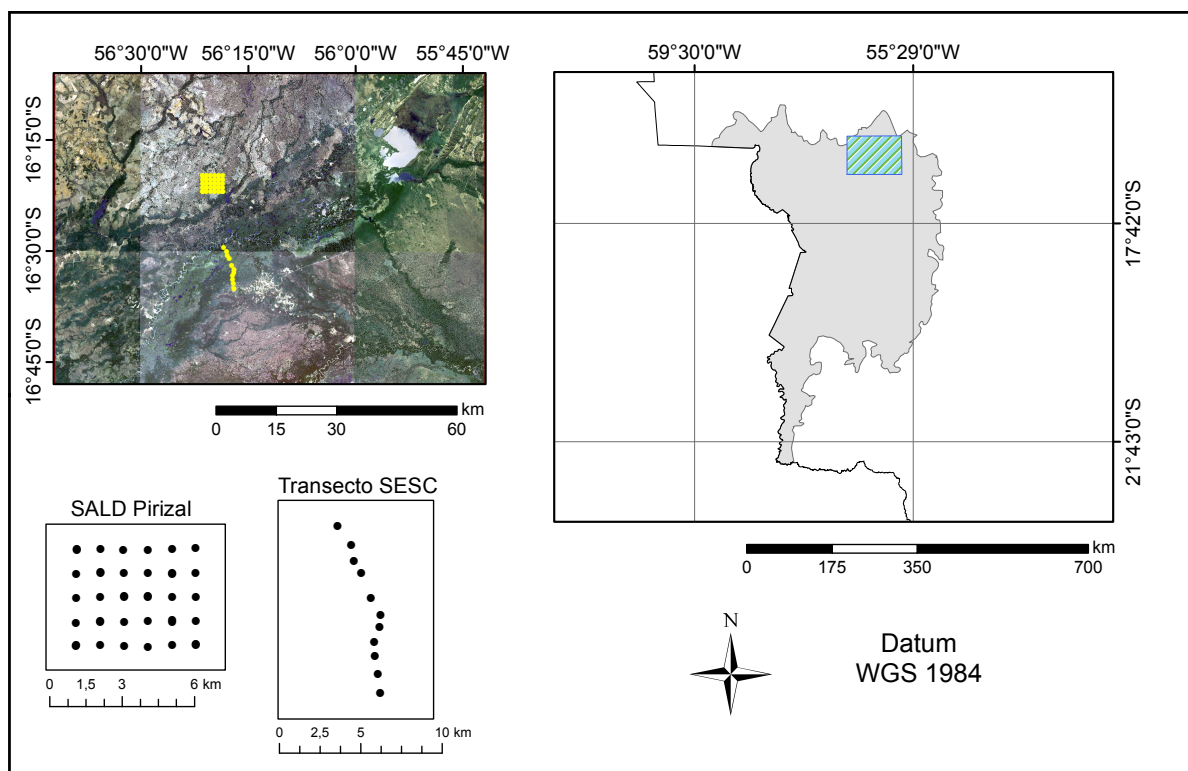 56°30'0"W 56°15'0"W 56°0'0"W 55°45'0"W
16°15'0"S
16°30'0"S
16°45'0"S
km
0 15 30 60
59°30'0"W 55°29'0"W
17°42'0"S
21°43'0"S
km
0 175 350 700
SALD Pirizal
0 1,5 3 6 km
Transecto SESC
0 2,5 5 10 km
N
Datum
WGS 1984